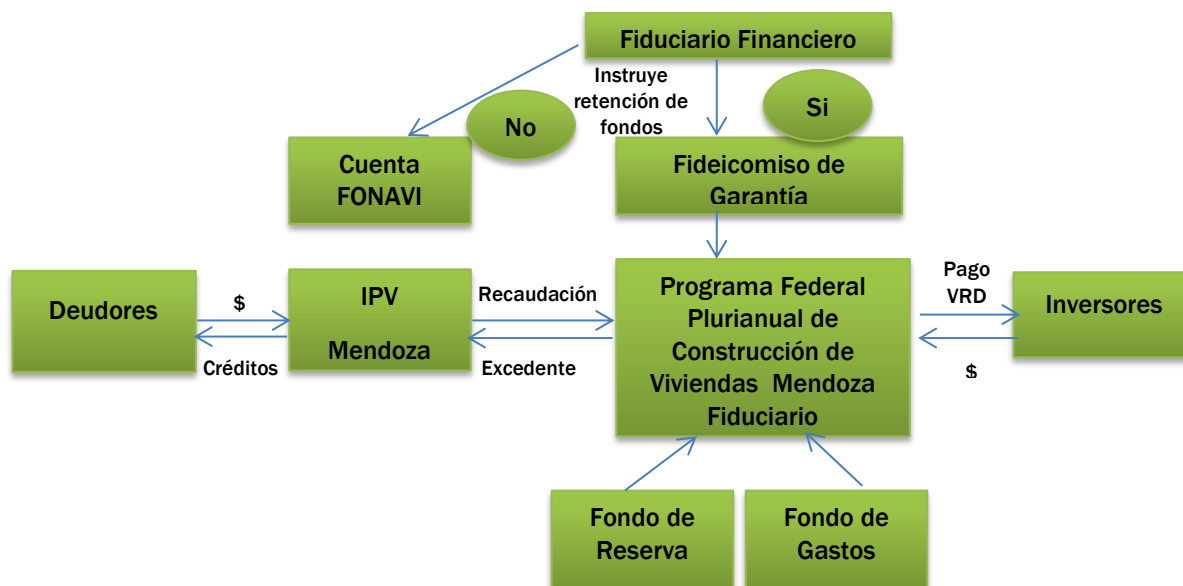 Fiduciario Financiero
Instruye
retención de
fondos
No
Si
Cuenta
FONAVI
Fideicomiso de
Garantía
Deudores
$
Créditos
IPV
Mendoza
Recaudación
Excedente
Programa Federal
Plurianual de
Construcción de
Viviendas Mendoza
Fiduciario
Pago
VRD
$
Inversores
Fondo de
Reserva
Fondo de
Gastos